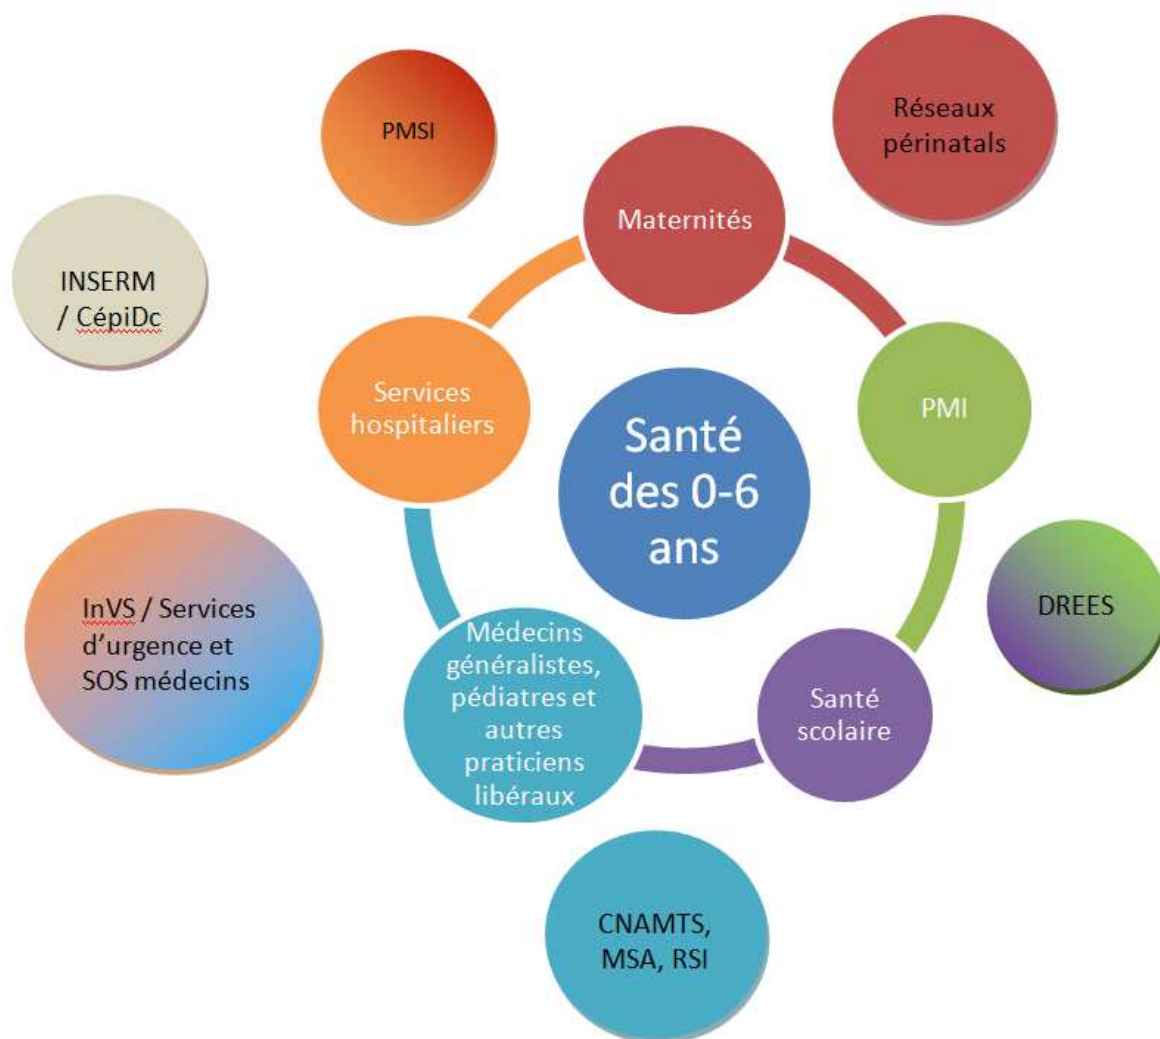 PMSI
Réseaux
périnatals
Maternités
INSERM
/ CépiDc
Services
hospitaliers
Santé
des 0-6
ans
PMI
InVS / Services
d'urgence et
SOS médecins
Médecins
généralistes,
pédiatres et
autres
praticiens
libéraux
Santé
scolaire
DREES
CNAMTS,
MSA, RSI